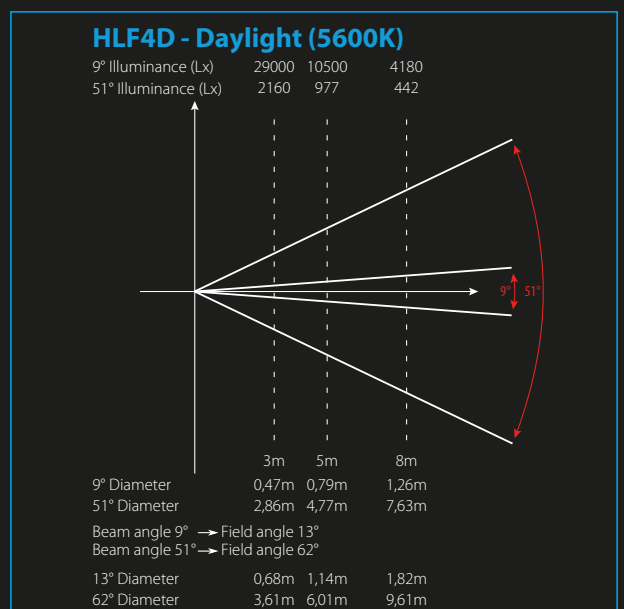 HLF4D - Daylight (5600K)
9° Illuminance (Lx) 29000 10500 4180
51° Illuminance (Lx) 2160 977 442
9° 51°
3m 5m 8m
9° Diameter 0,47m 0,79m 1,26m
51° Diameter 2,86m 4,77m 7,63m
Beam angle 9° → Field angle 13°
Beam angle 51° → Field angle 62°
13° Diameter 0,68m 1,14m 1,82m
62° Diameter 3,61m 6,01m 9,61m